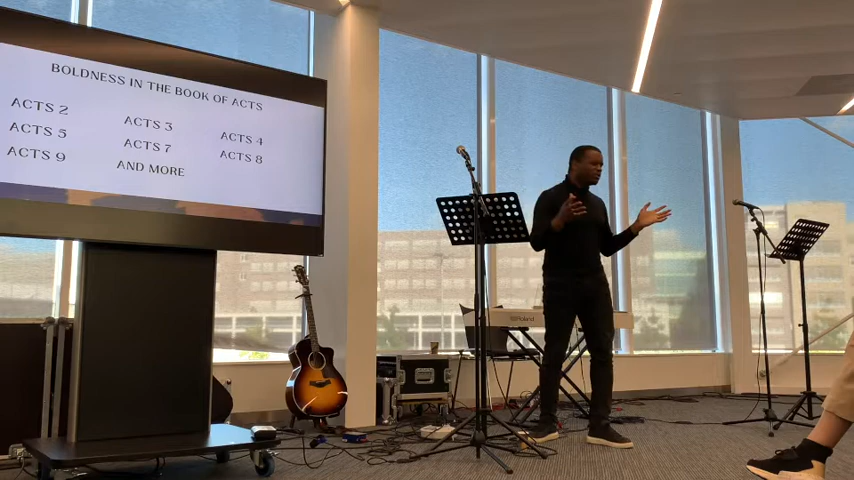 BOLDNESS IN THE BOOK OF ACTS
ACTS 2 ACTS 3 ACTS 4
ACTS 5 ACTS 7 ACTS 8
ACTS 9 AND MORE
Roland